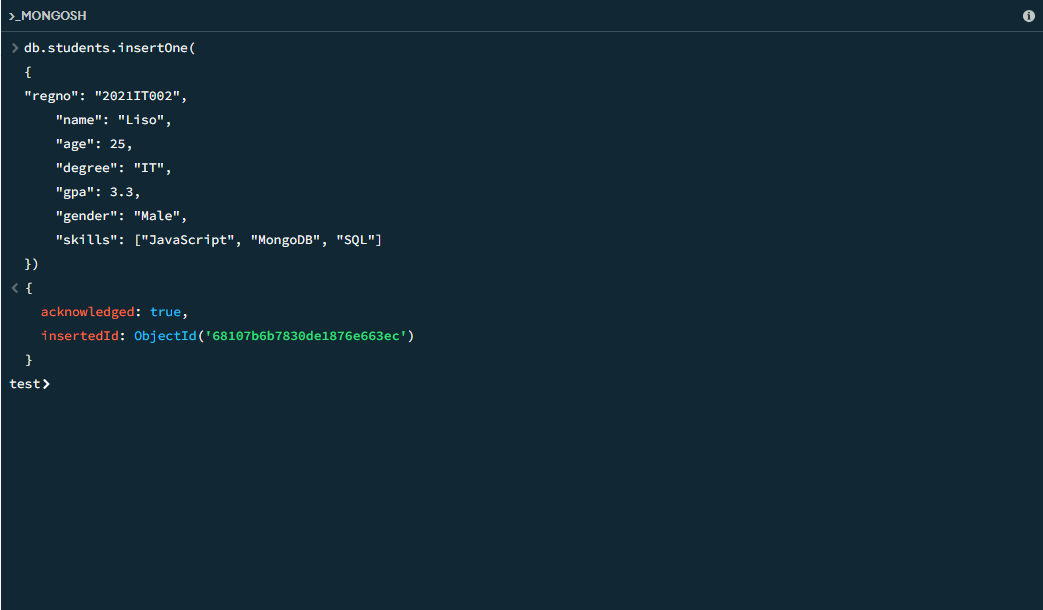 >_MONGOSH
> db.students.insertOne(
{
"regno": "2021IT002",
    "name": "Liso",
    "age": 25,
    "degree": "IT",
    "gpa": 3.3,
    "gender": "Male",
    "skills": ["JavaScript", "MongoDB", "SQL"]
})
< {
  acknowledged: true,
  insertedId: ObjectId('68107b6b7830de1876e663ec')
}
test>